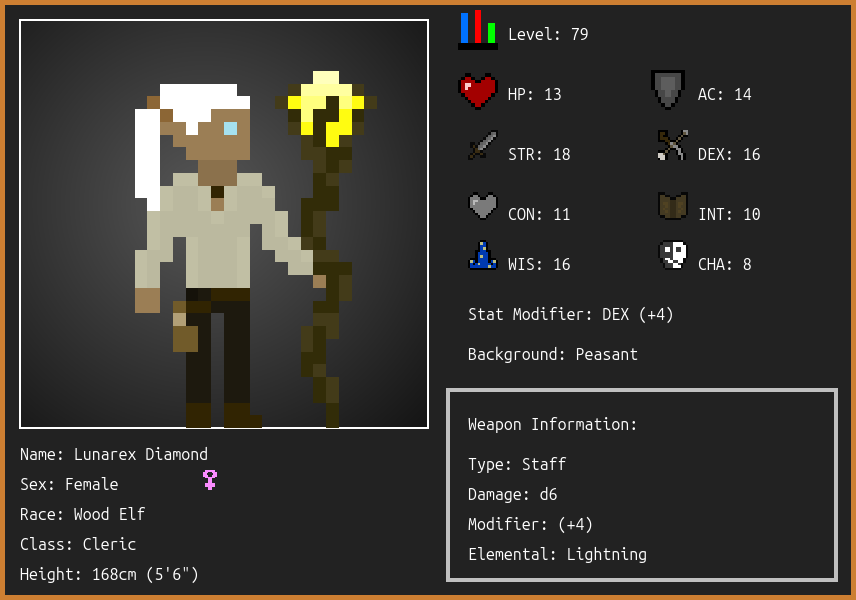 Level: 79
HP: 13
AC: 14
STR: 18
DEX: 16
CON: 11
INT: 10
WIS: 16
CHA: 8
Stat Modifier: DEX (+4)
Background: Peasant
Weapon Information:
Type: Staff
Damage: d6
Modifier: (+4)
Elemental: Lightning
Name: Lunarex Diamond
Sex: Female
Race: Wood Elf
Class: Cleric
Height: 168cm (5'6")